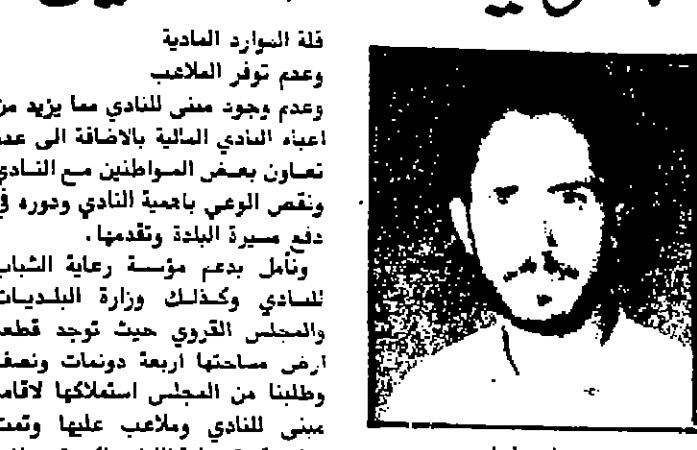 قلة الموارد المادية
وعدم توفر الملاعب
وعدم وجود مبنى للنادي مما يزيد من
اعباء النادي المالية بالاضافة الى عدم
تعاون بعض المواطنين مع النادي
ونقص الوعي باهمية النادي ودوره في
دفع مسيرة البلدة وتقدمها .
ونأمل بدعم مؤسسة رعاية الشباب
للنادي وكذلك وزارة البلديات
والمجلس القروي حيث توجد قطعة
ارض مساحتها اربعة دونمات ونصف
وطلبنا من المجلس استملاكها لاقامة
مبنى للنادي وملاعب عليها وتمت